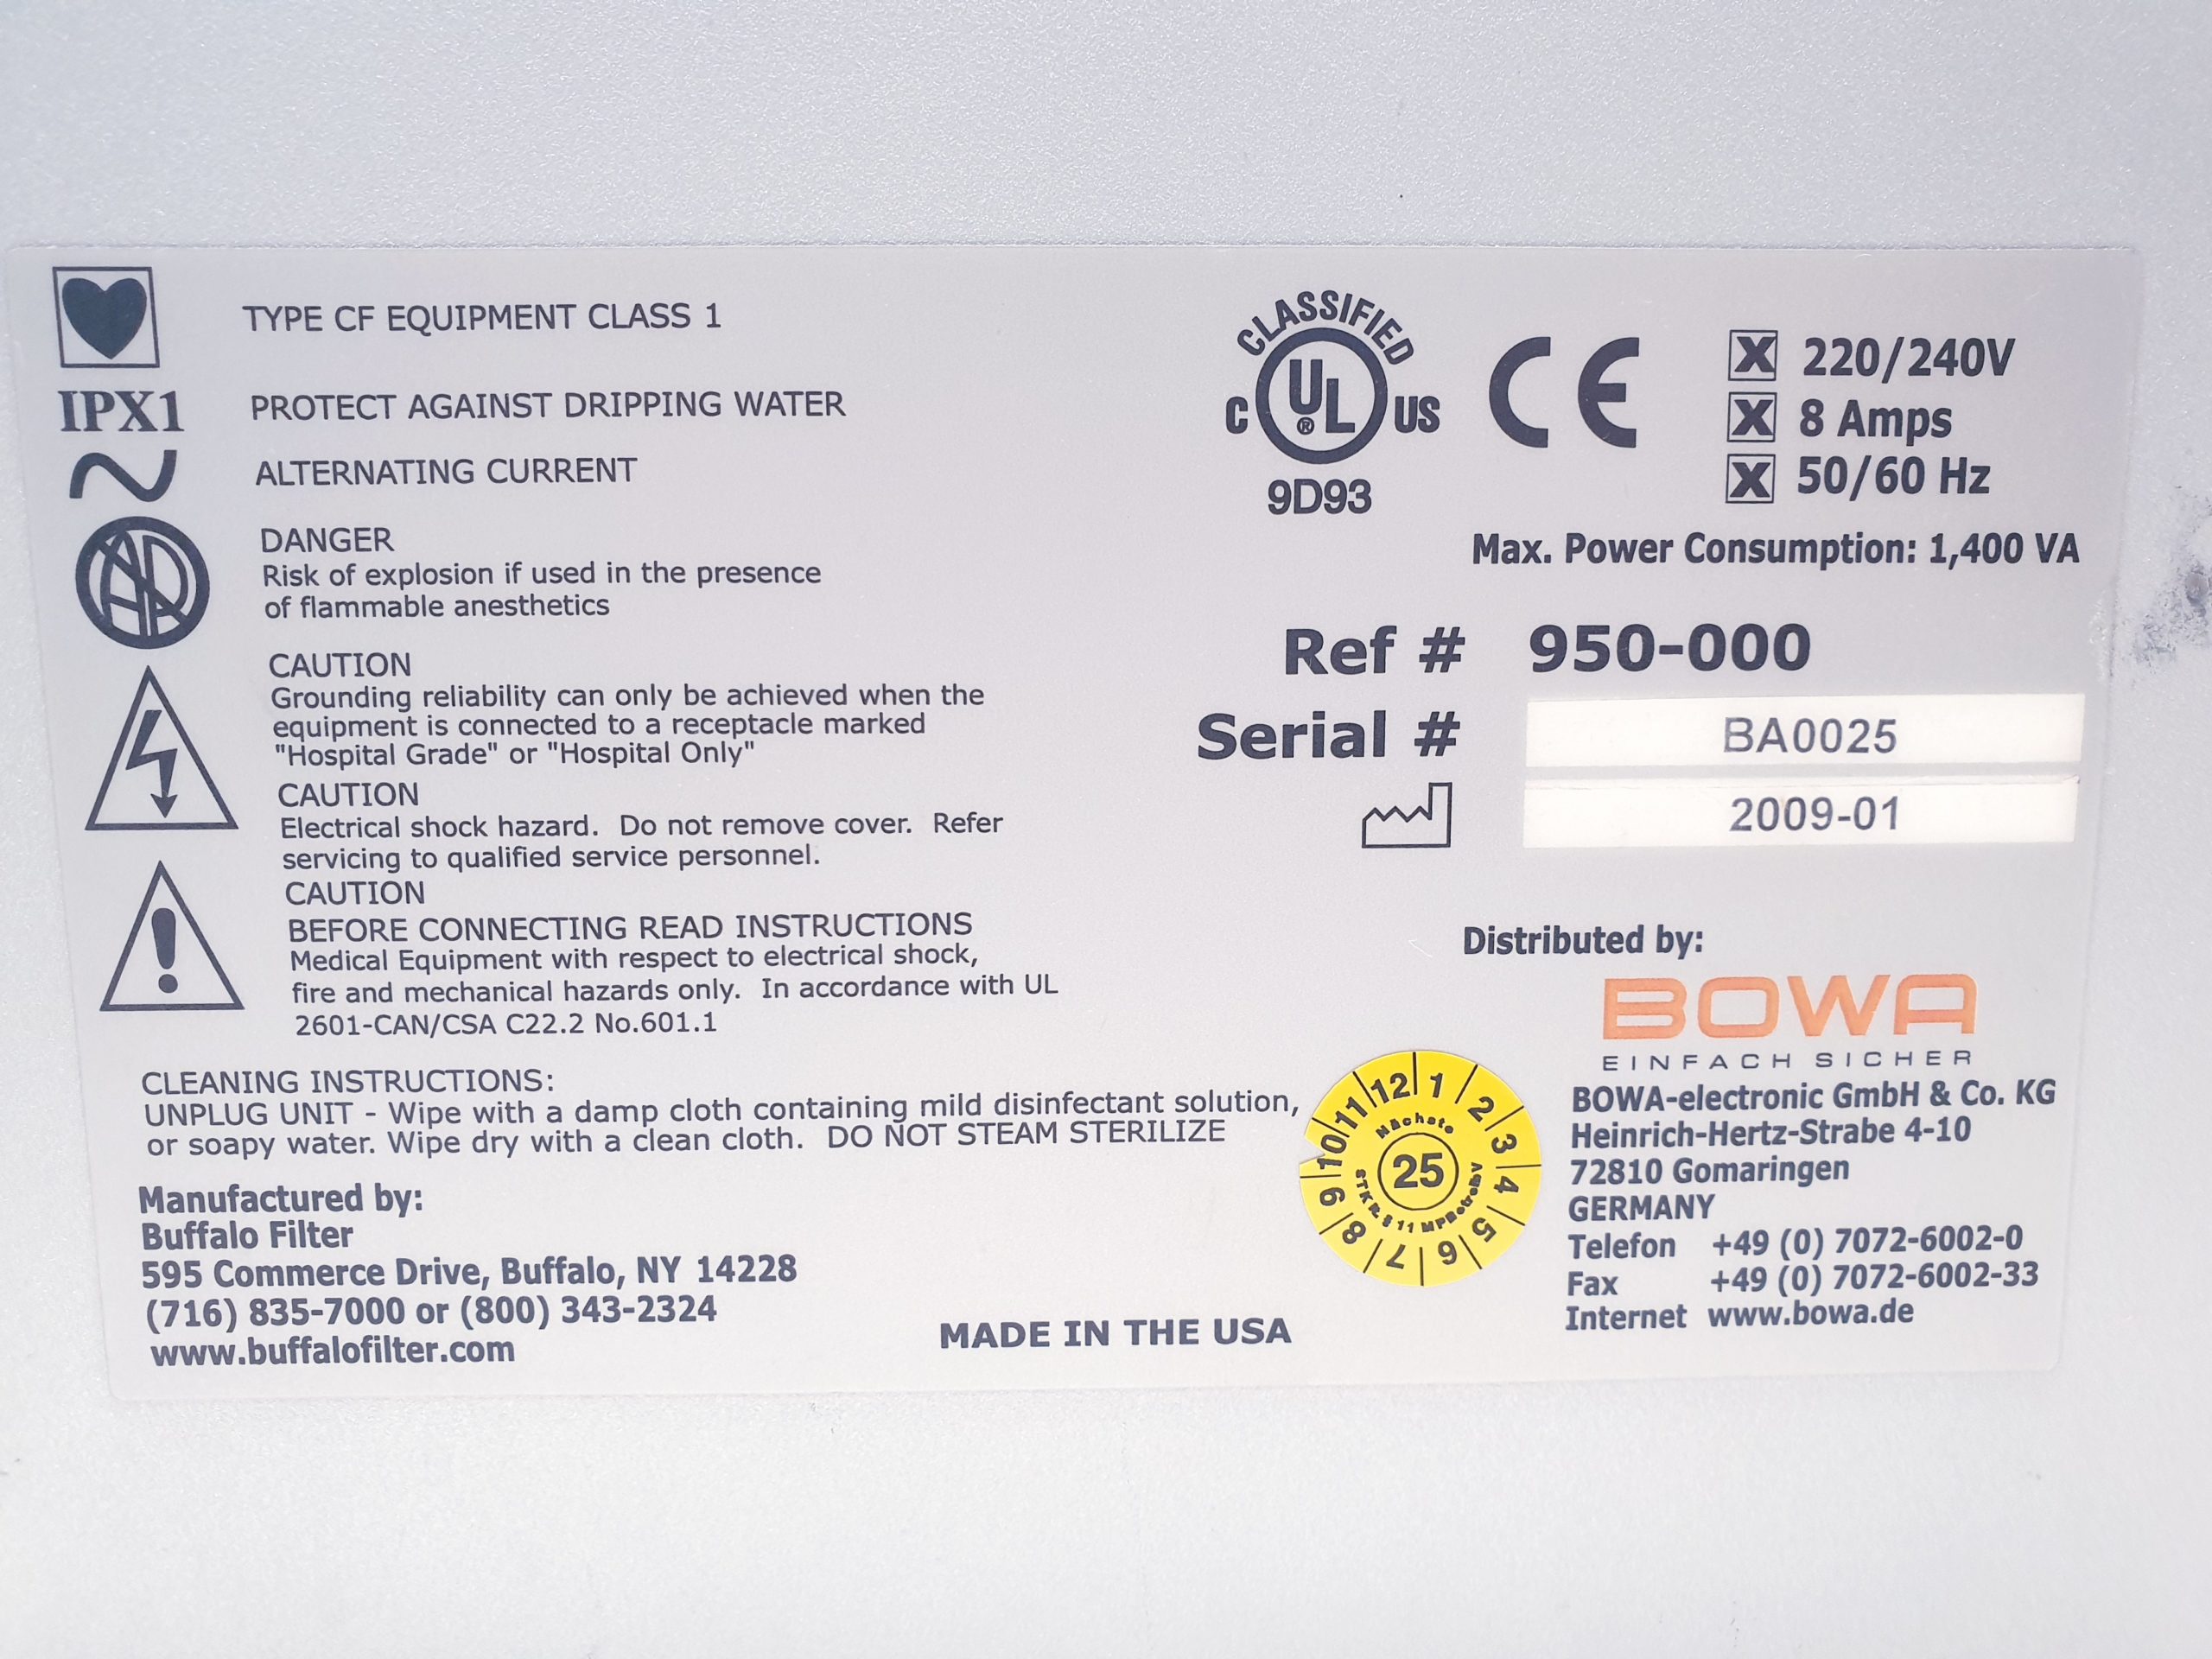 TYPE CF EQUIPMENT CLASS 1
IPX1 PROTECT AGAINST DRIPPING WATER
ALTERNATING CURRENT
AP
DANGER
Risk of explosion if used in the presence
of flammable anesthetics
CAUTION
Grounding reliability can only be achieved when the
equipment is connected to a receptacle marked
"Hospital Grade" or "Hospital Only"
CAUTION
Electrical shock hazard. Do not remove cover. Refer
servicing to qualified service personnel.
CAUTION
BEFORE CONNECTING READ INSTRUCTIONS
Medical Equipment with respect to electrical shock,
fire and mechanical hazards only. In accordance with UL
2601-CAN/CSA C22.2 No.601.1
CLEANING INSTRUCTIONS:
UNPLUG UNIT - Wipe with a damp cloth containing mild disinfectant solution,
or soapy water. Wipe dry with a clean cloth. DO NOT STEAM STERILIZE
Manufactured by:
Buffalo Filter
595 Commerce Drive, Buffalo, NY 14228
(716) 835-7000 or (800) 343-2324
www.buffalofilter.com
MADE IN THE USA
CLASSIFIED
C UL® US
9D93
CE
X 220/240V
X 8 Amps
X 50/60 Hz
Max. Power Consumption: 1,400 VA
Ref # 950-000
Serial # BA0025
2009-01
Distributed by:
BOWA
EINFACH SICHER
BOWA-electronic GmbH & Co. KG
Heinrich-Hertz-Strabe 4-10
72810 Gomaringen
GERMANY
Telefon +49 (0) 7072-6002-0
Fax +49 (0) 7072-6002-33
Internet www.bowa.de
1 2 3 4 5 6 7 8 9 10 11 12
Nächste
25
STK n. § 11 MPBetreibV